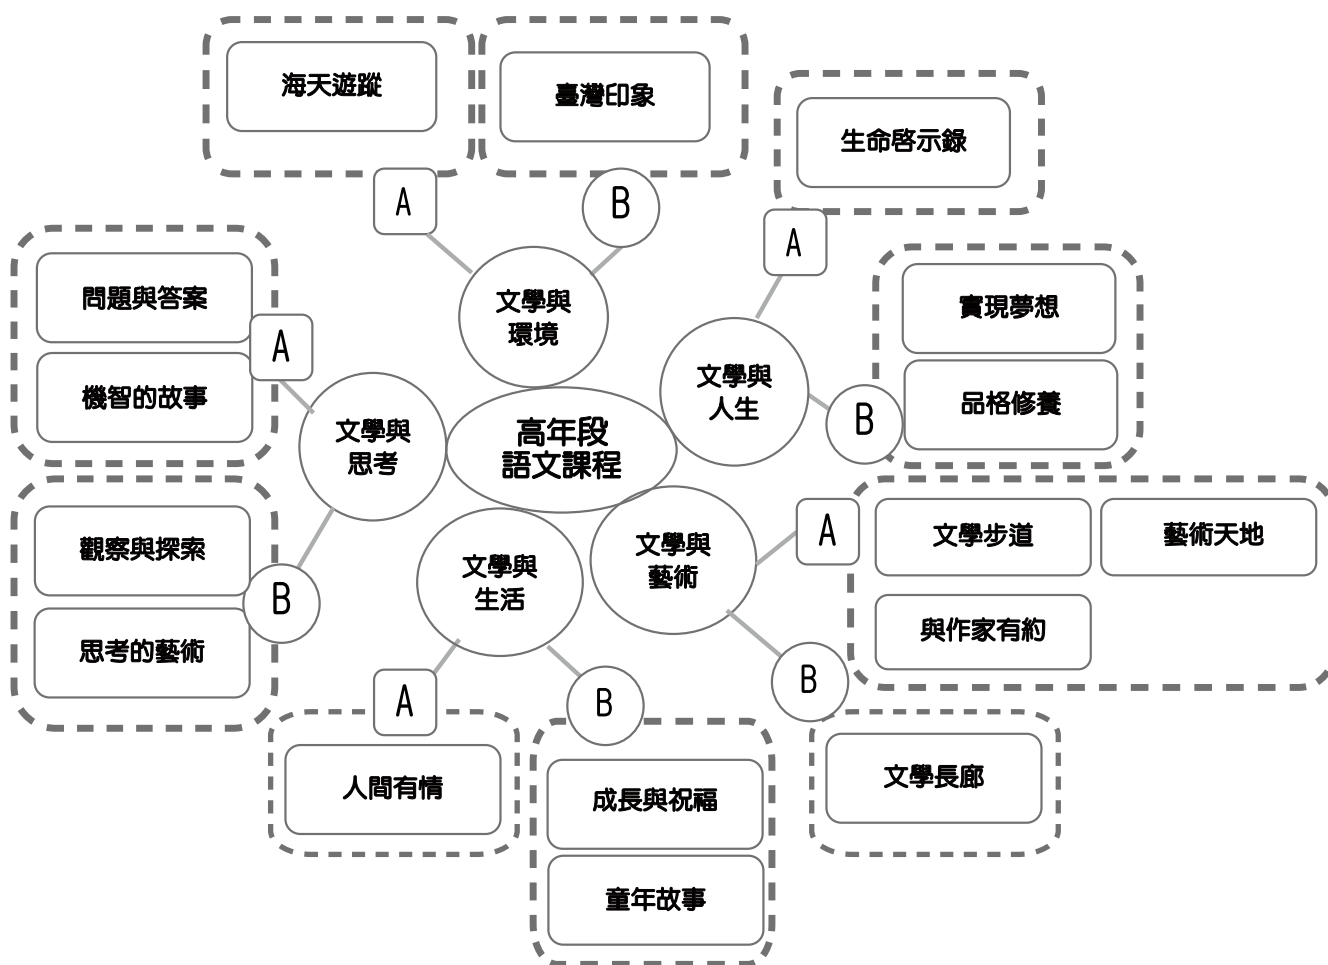 海天遊蹤
臺灣印象
生命啓示錄
A
B
A
問題與答案
機智的故事
A
文學與
環境
文學與
人生
實現夢想
品格修養
B
文學與
思考
高年段
語文課程
觀察與探索
思考的藝術
B
文學與
生活
文學與
藝術
A
文學步道
藝術天地
與作家有約
A
B
B
人間有情
成長與祝福
童年故事
文學長廊